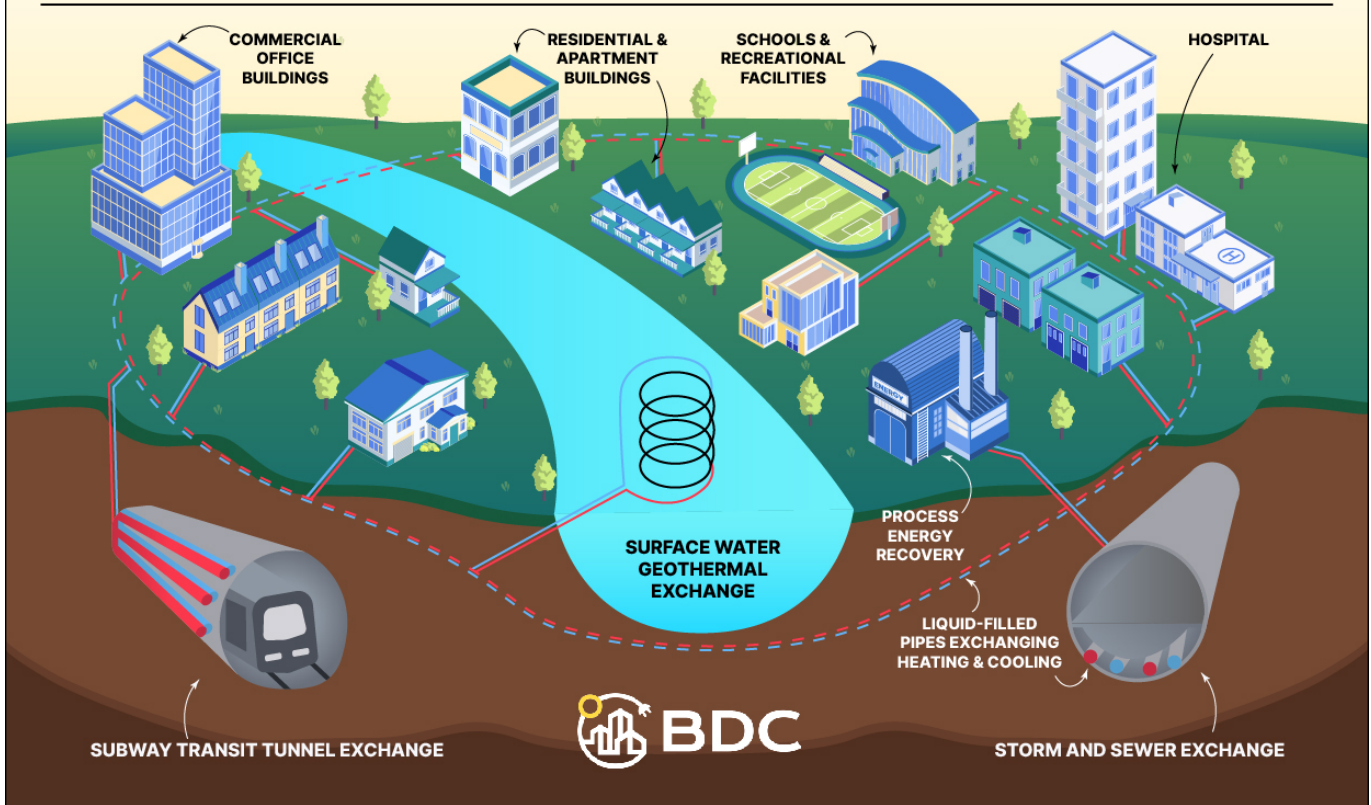 COMMERCIAL
OFFICE
BUILDINGS
RESIDENTIAL &
APARTMENT
BUILDINGS
SCHOOLS &
RECREATIONAL
FACILITIES
HOSPITAL
H
ENERGY
PROCESS
ENERGY
RECOVERY
SURFACE WATER
GEOTHERMAL
EXCHANGE
LIQUID-FILLED
PIPES EXCHANGING
HEATING & COOLING
SUBWAY TRANSIT TUNNEL EXCHANGE
BDC
STORM AND SEWER EXCHANGE